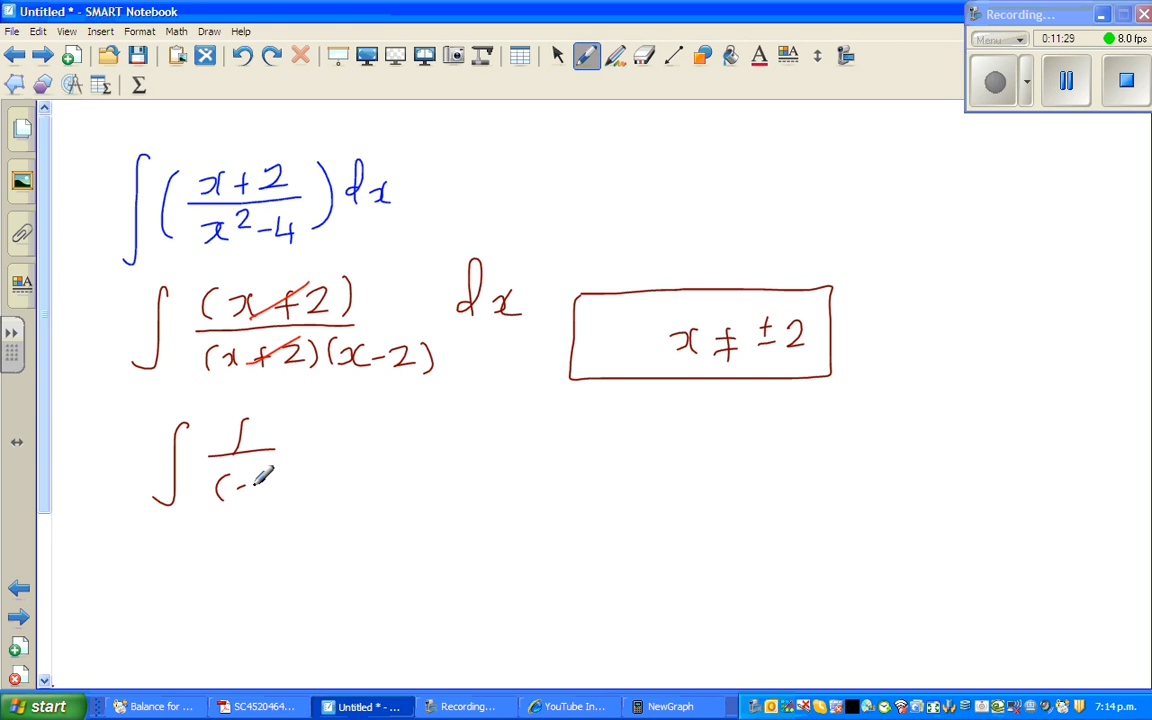 Untitled * - SMART Notebook
Recording...
File Edit View Insert Format Math Draw Help
Menu 0:11:29 8.0 fps
∫ ( x+2 / x² - 4 ) dx
∫ (x+2) / (x+2)(x-2) dx
x ≠ ± 2
∫ 1 / (
start Balance for ... SC4520464... Untitled * - ... Recording... YouTube In... NewGraph 7:14 p.m.